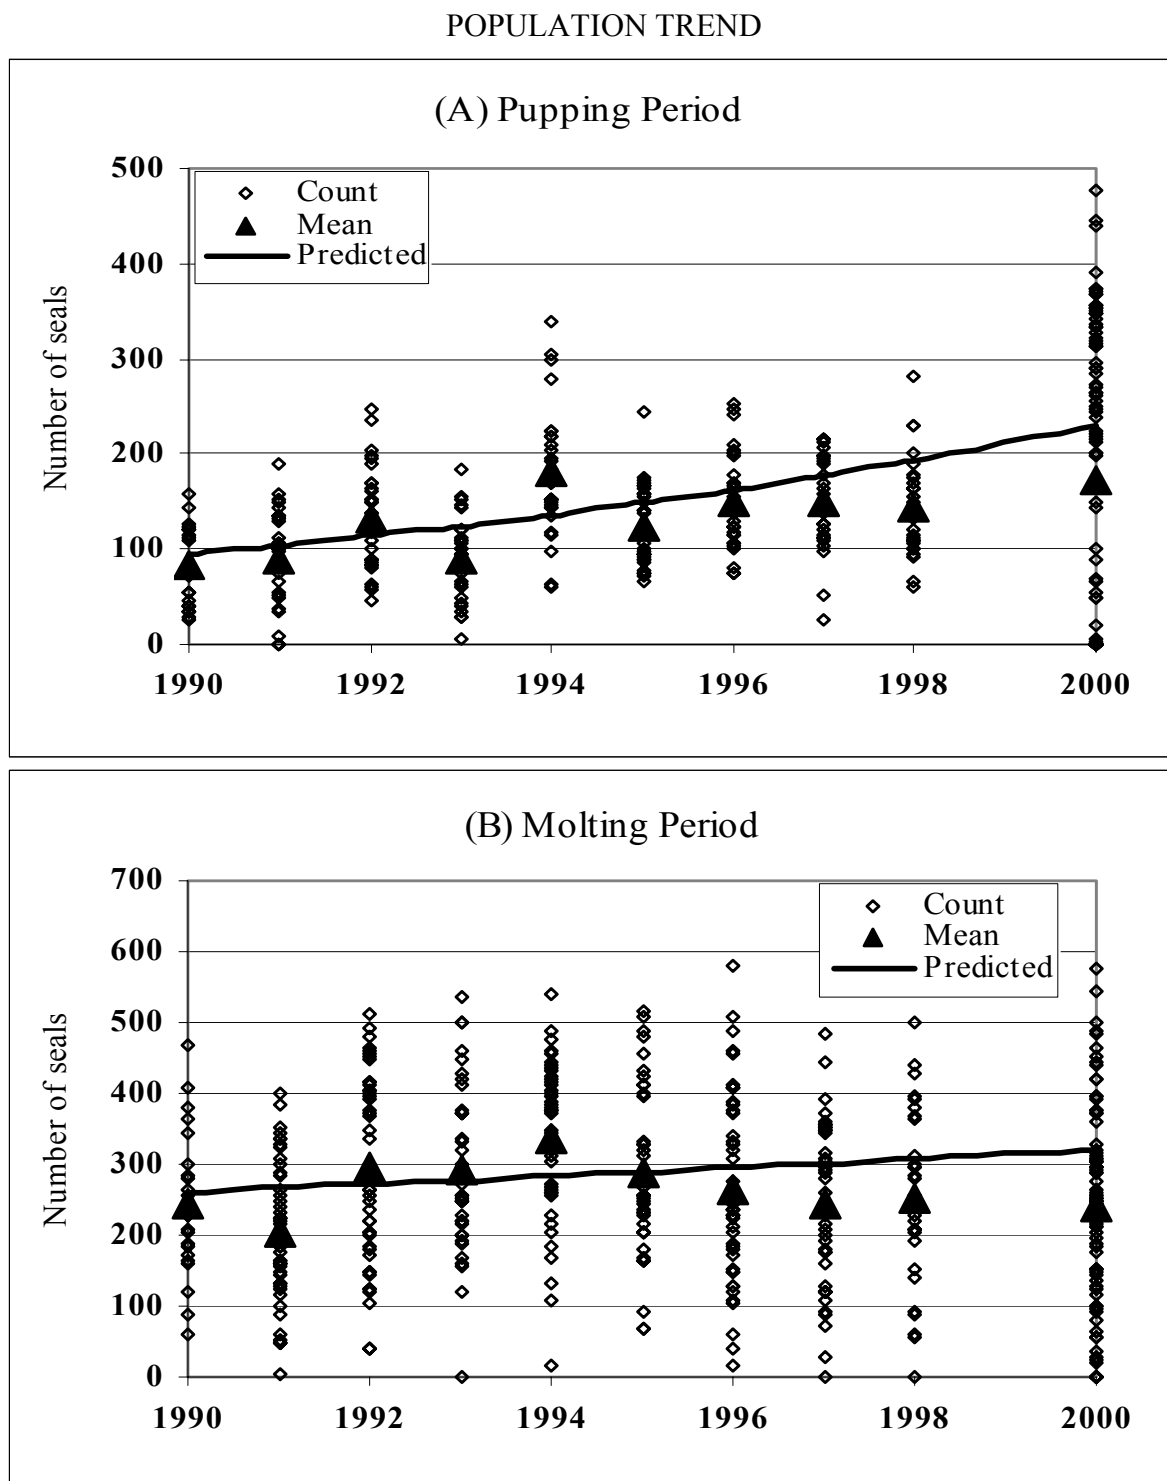 POPULATION TREND
(A) Pupping Period
Number of seals
500
400
300
200
100
0
Count
Mean
Predicted
1990 1992 1994 1996 1998 2000
(B) Molting Period
Number of seals
700
600
500
400
300
200
100
0
Count
Mean
Predicted
1990 1992 1994 1996 1998 2000